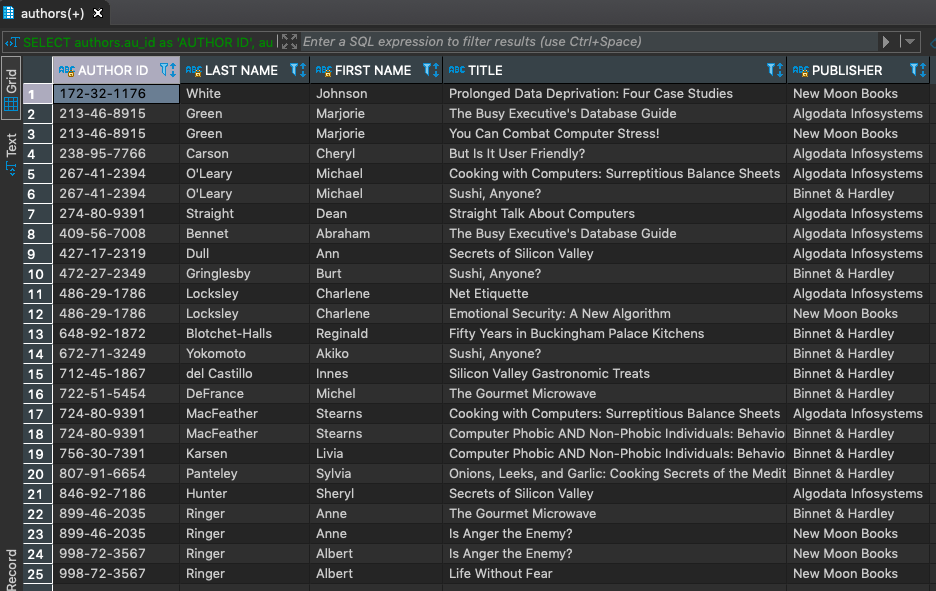 authors(+)
SELECT authors.au_id as 'AUTHOR ID', au Enter a SQL expression to filter results (use Ctrl+Space)
Grid
Text
Record
AUTHOR ID LAST NAME FIRST NAME TITLE PUBLISHER
1 172-32-1176 White Johnson Prolonged Data Deprivation: Four Case Studies New Moon Books
2 213-46-8915 Green Marjorie The Busy Executive's Database Guide Algodata Infosystems
3 213-46-8915 Green Marjorie You Can Combat Computer Stress! New Moon Books
4 238-95-7766 Carson Cheryl But Is It User Friendly? Algodata Infosystems
5 267-41-2394 O'Leary Michael Cooking with Computers: Surreptitious Balance Sheets Algodata Infosystems
6 267-41-2394 O'Leary Michael Sushi, Anyone? Binnet & Hardley
7 274-80-9391 Straight Dean Straight Talk About Computers Algodata Infosystems
8 409-56-7008 Bennet Abraham The Busy Executive's Database Guide Algodata Infosystems
9 427-17-2319 Dull Ann Secrets of Silicon Valley Algodata Infosystems
10 472-27-2349 Gringlesby Burt Sushi, Anyone? Binnet & Hardley
11 486-29-1786 Locksley Charlene Net Etiquette Algodata Infosystems
12 486-29-1786 Locksley Charlene Emotional Security: A New Algorithm New Moon Books
13 648-92-1872 Blotchet-Halls Reginald Fifty Years in Buckingham Palace Kitchens Binnet & Hardley
14 672-71-3249 Yokomoto Akiko Sushi, Anyone? Binnet & Hardley
15 712-45-1867 del Castillo Innes Silicon Valley Gastronomic Treats Binnet & Hardley
16 722-51-5454 DeFrance Michel The Gourmet Microwave Binnet & Hardley
17 724-80-9391 MacFeather Stearns Cooking with Computers: Surreptitious Balance Sheets Algodata Infosystems
18 724-80-9391 MacFeather Stearns Computer Phobic AND Non-Phobic Individuals: Behavio Binnet & Hardley
19 756-30-7391 Karsen Livia Computer Phobic AND Non-Phobic Individuals: Behavio Binnet & Hardley
20 807-91-6654 Panteley Sylvia Onions, Leeks, and Garlic: Cooking Secrets of the Medit Binnet & Hardley
21 846-92-7186 Hunter Sheryl Secrets of Silicon Valley Algodata Infosystems
22 899-46-2035 Ringer Anne The Gourmet Microwave Binnet & Hardley
23 899-46-2035 Ringer Anne Is Anger the Enemy? New Moon Books
24 998-72-3567 Ringer Albert Is Anger the Enemy? New Moon Books
25 998-72-3567 Ringer Albert Life Without Fear New Moon Books